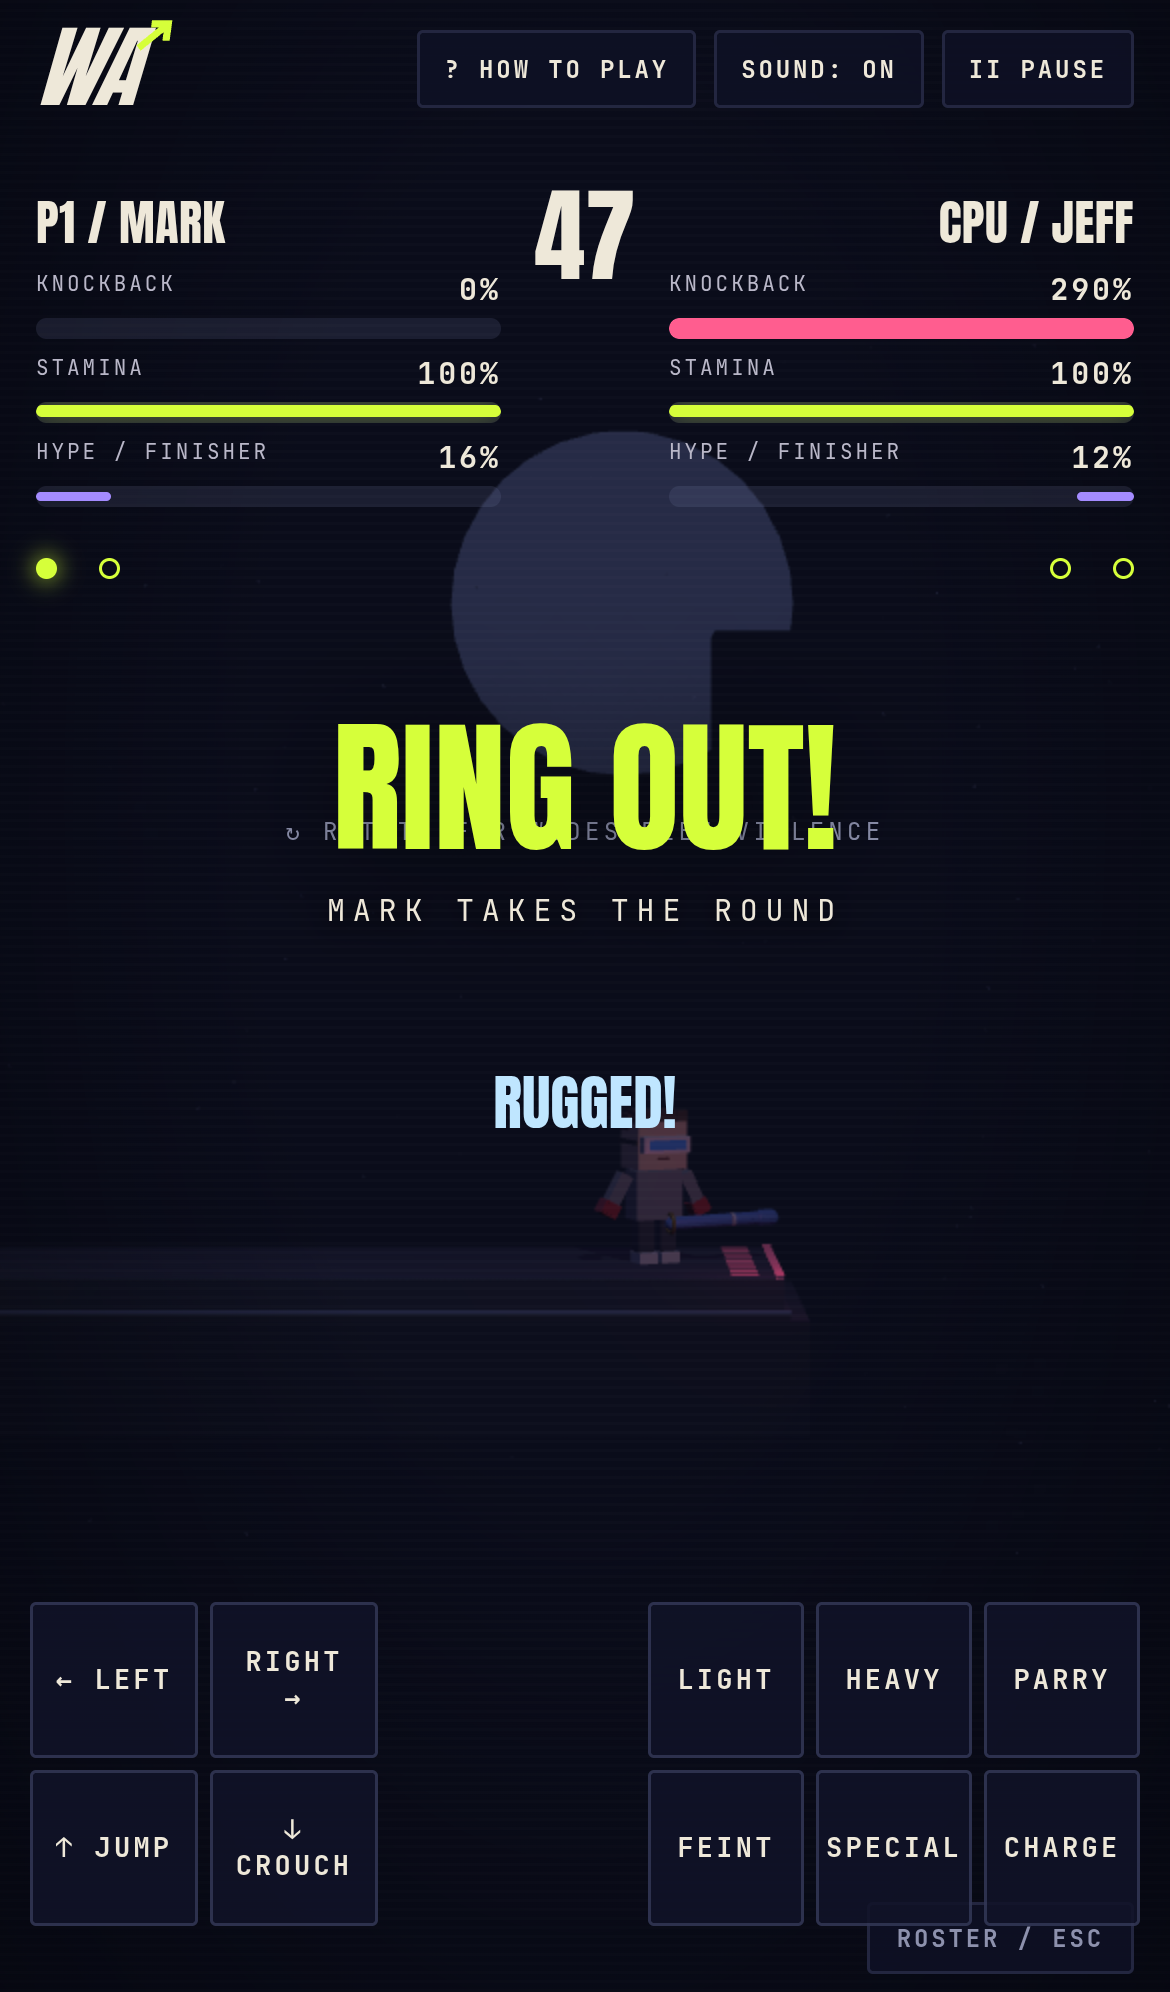 WA
? HOW TO PLAY
SOUND: ON
II PAUSE
P1 / MARK
47
CPU / JEFF
KNOCKBACK 0%
KNOCKBACK 290%
STAMINA 100%
STAMINA 100%
HYPE / FINISHER 16%
HYPE / FINISHER 12%
RING OUT!
MARK TAKES THE ROUND
RUGGED!
← LEFT
RIGHT
→
LIGHT
HEAVY
PARRY
↑ JUMP
↓
CROUCH
FEINT
SPECIAL
CHARGE
ROSTER / ESC